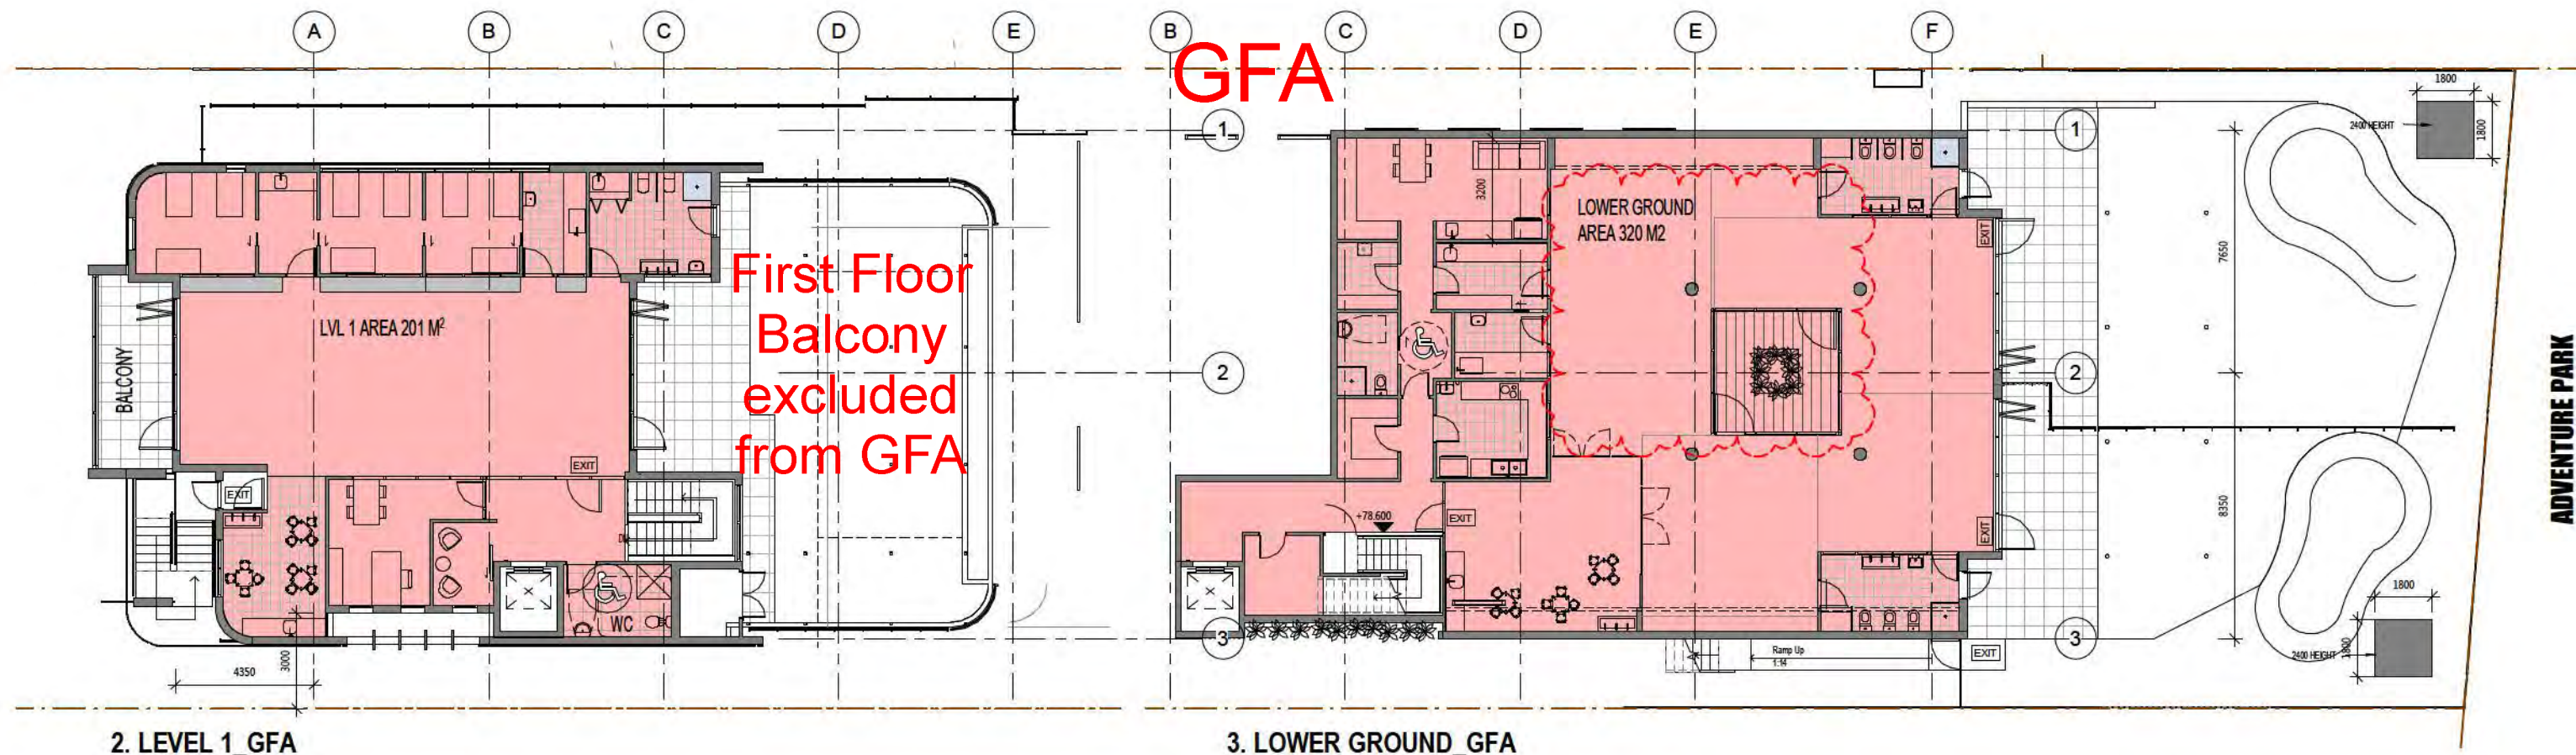 A B C D E B C D E F
GFA
1 1
1800
2400 HEIGHT
1800
3200
LOWER GROUND
AREA 320 M2
EXIT
7650
First Floor
Balcony
excluded
from GFA
LVL 1 AREA 201 M²
BALCONY
2 2
ADVENTURE PARK
EXIT
EXIT
+78.600
EXIT
EXIT
8350
X
WC
X
1800
3 3
3000
4350
Ramp Up
1:14
EXIT
2400 HEIGHT
1800
2. LEVEL 1_GFA
3. LOWER GROUND_GFA